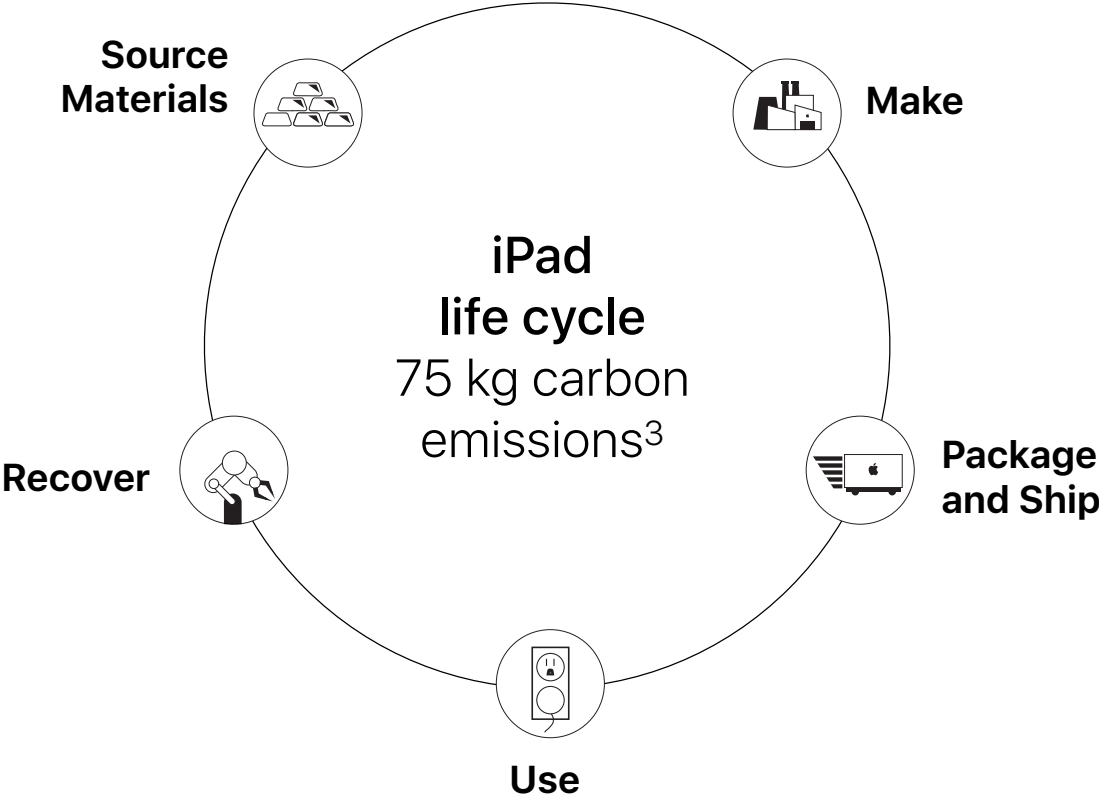 Source
Materials
Make
iPad
life cycle
75 kg carbon
emissions³
Package
and Ship
Use
Recover